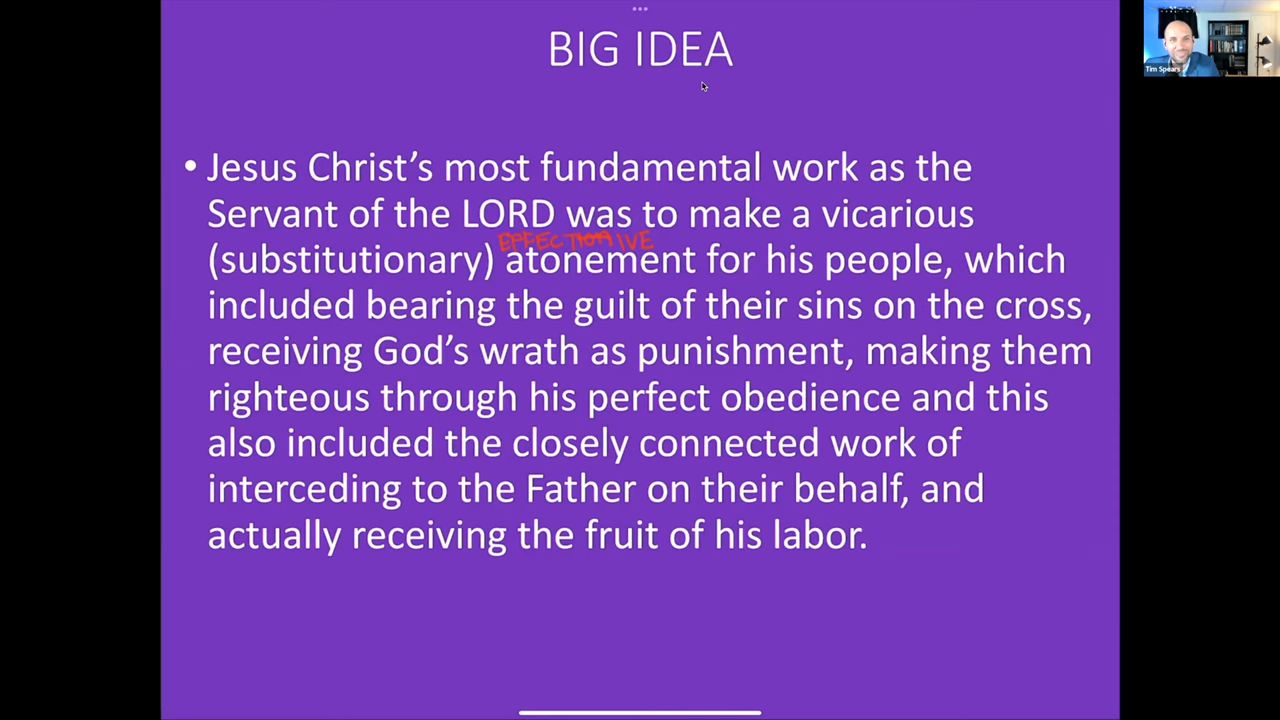 BIG IDEA
• Jesus Christ’s most fundamental work as the
Servant of the LORD was to make a vicarious
(substitutionary) atonement for his people, which
included bearing the guilt of their sins on the cross,
receiving God’s wrath as punishment, making them
righteous through his perfect obedience and this
also included the closely connected work of
interceding to the Father on their behalf, and
actually receiving the fruit of his labor.
Tim Spears